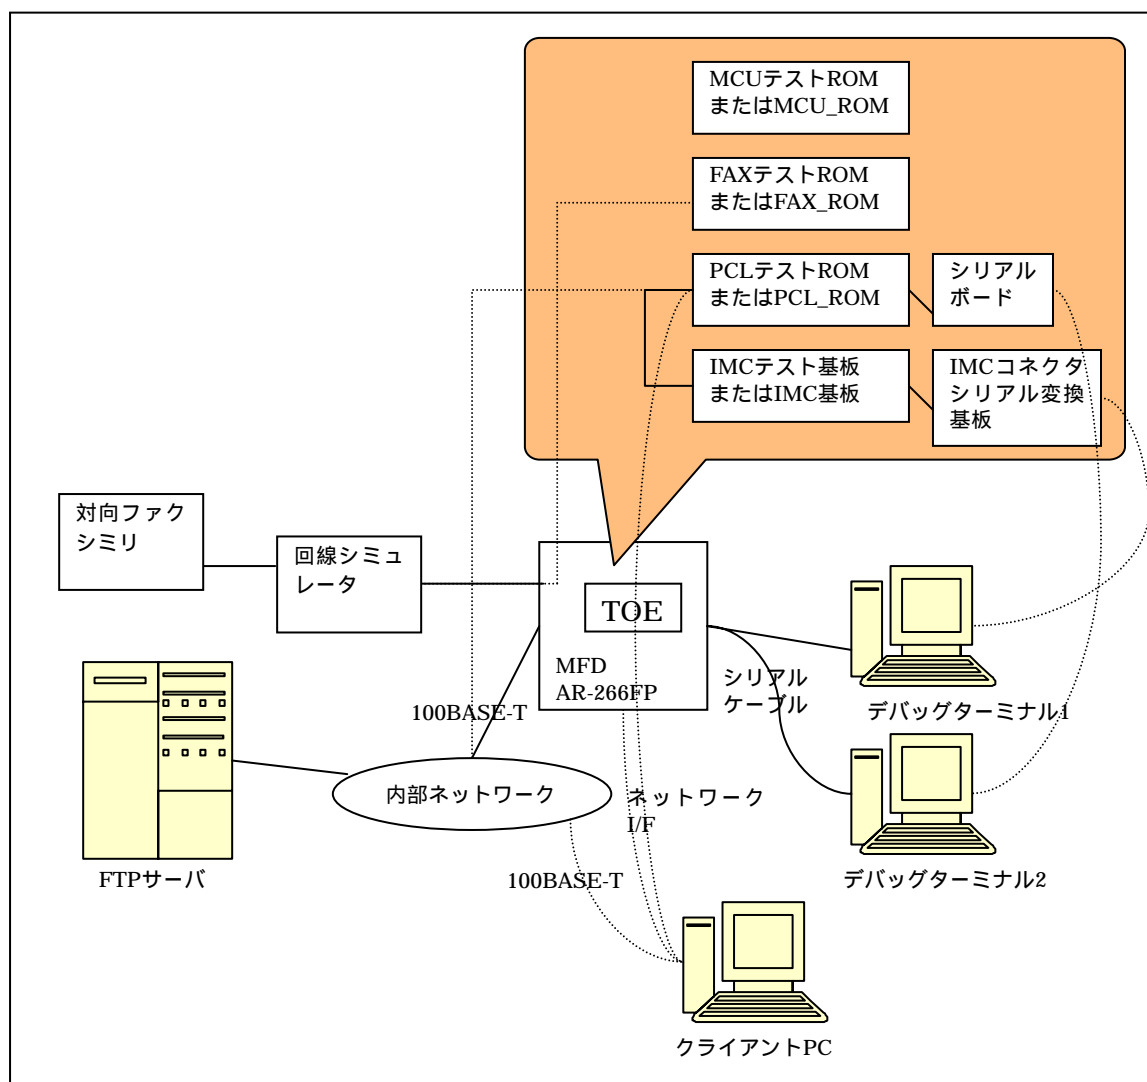 MCUテストROM
またはMCU_ROM
FAXテストROM
またはFAX_ROM
PCLテストROM
またはPCL_ROM
シリアル
ボード
IMCテスト基板
またはIMC基板
IMCコネクタ
シリアル変換
基板
対向ファク
シミリ
回線シミュ
レータ
TOE
MFD
AR-266FP
シリアル
ケーブル
デバッグターミナル1
100BASE-T
内部ネットワーク
ネットワーク
I/F
FTPサーバ
100BASE-T
デバッグターミナル2
クライアントPC